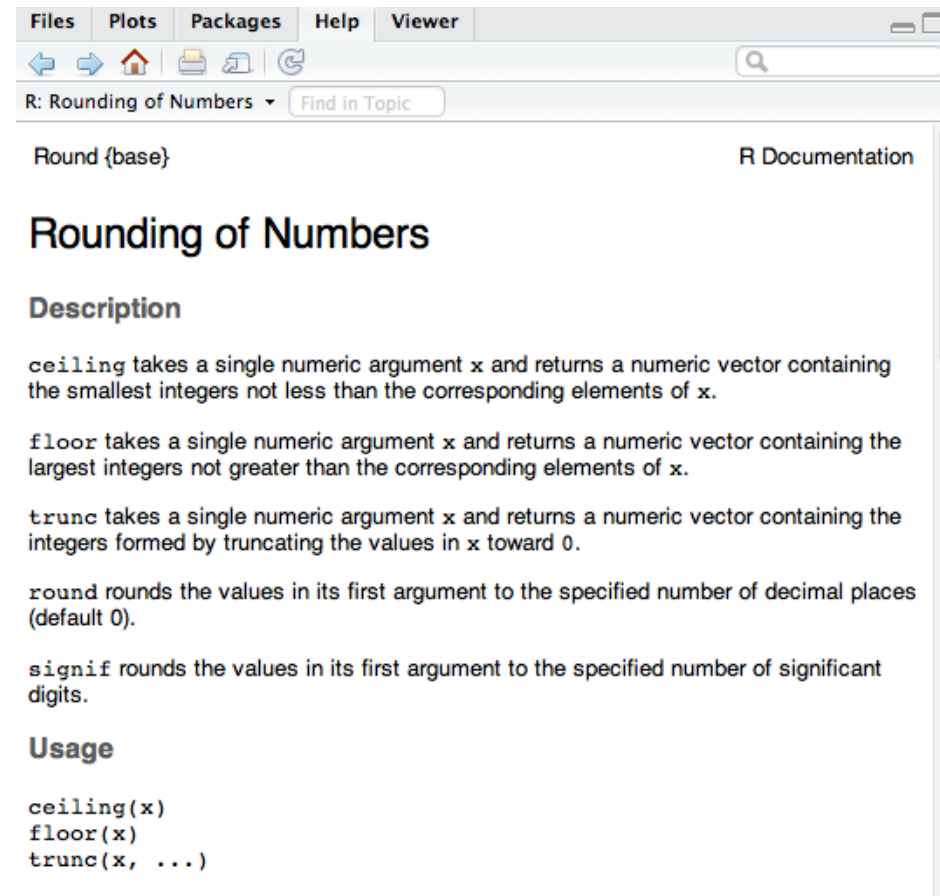 Files Plots Packages Help Viewer
R: Rounding of Numbers Find in Topic
Round {base} R Documentation
Rounding of Numbers
Description
ceiling takes a single numeric argument x and returns a numeric vector containing
the smallest integers not less than the corresponding elements of x.
floor takes a single numeric argument x and returns a numeric vector containing the
largest integers not greater than the corresponding elements of x.
trunc takes a single numeric argument x and returns a numeric vector containing the
integers formed by truncating the values in x toward 0.
round rounds the values in its first argument to the specified number of decimal places
(default 0).
signif rounds the values in its first argument to the specified number of significant
digits.
Usage
ceiling(x)
floor(x)
trunc(x, ...)